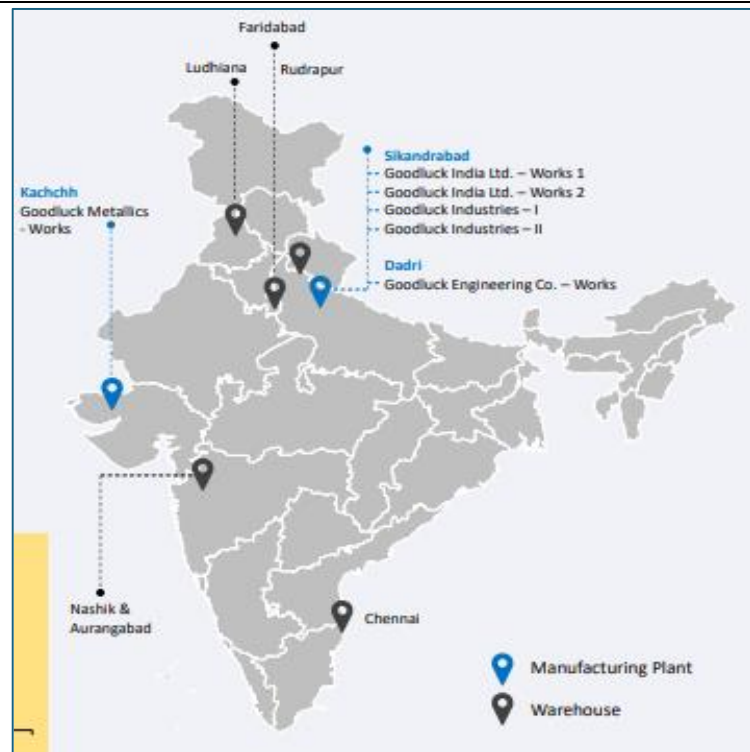 Faridabad
Ludhiana
Rudrapur
Sikandrabad
Goodluck India Ltd. – Works 1
Goodluck India Ltd. – Works 2
Goodluck Industries – I
Goodluck Industries – II
Kachchh
Goodluck Metallics
- Works
Dadri
Goodluck Engineering Co. – Works
Nashik &
Aurangabad
Chennai
Manufacturing Plant
Warehouse